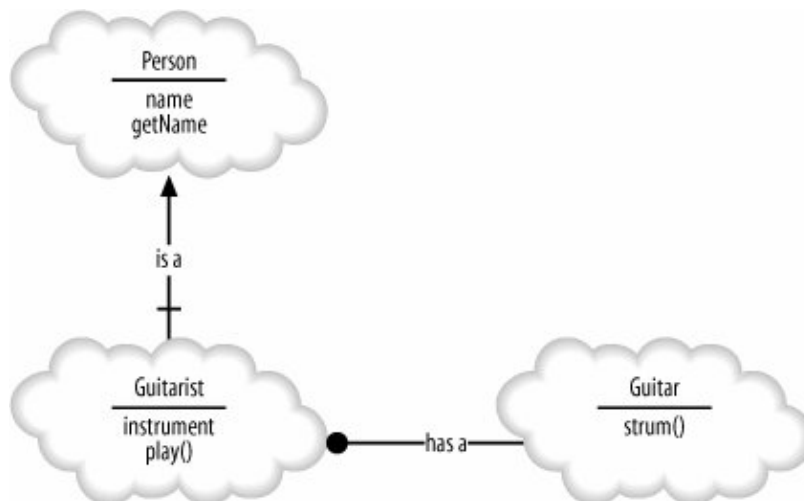 Person
name
getName
is a
Guitarist
instrument
play()
has a
Guitar
strum()